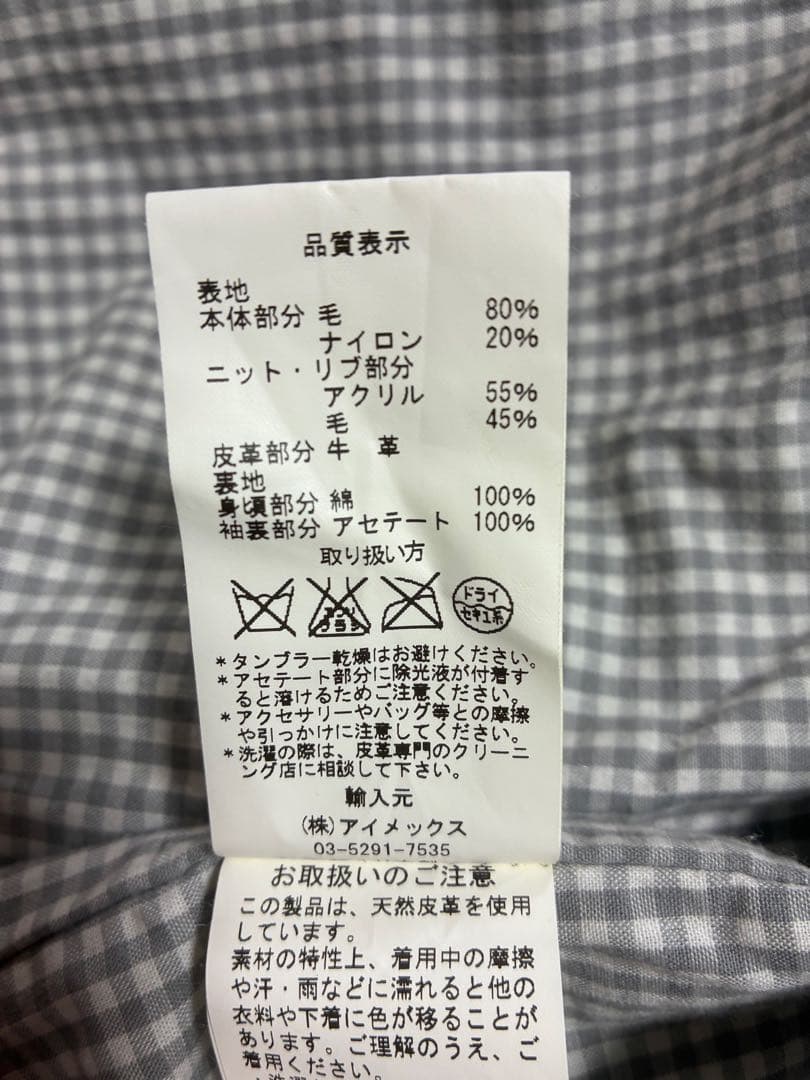 品質表示
表地
本体部分 毛 80%
ナイロン 20%
ニット・リブ部分
アクリル 55%
毛 45%
皮革部分 牛 革
裏地
身頃部分 綿 100%
袖裏部分 アセテート 100%
取り扱い方
エンソ
サラシ
ドライ
セキユ系
*タンブラー乾燥はお避けください。
*アセテート部分に除光液が付着す
ると溶けるためご注意ください。
*アクセサリーやバッグ等との摩擦
や引っかけに注意してください。
*洗濯の際は、皮革専門のクリーニ
ング店に相談して下さい。
輸入元
(株)アイメックス
03-5291-7535
お取扱いのご注意
この製品は、天然皮革を使用
しています。
素材の特性上、着用中の摩擦
や汗・雨などに濡れると他の
衣料や下着に色が移ることが
あります。ご理解のうえ、ご
着用ください。